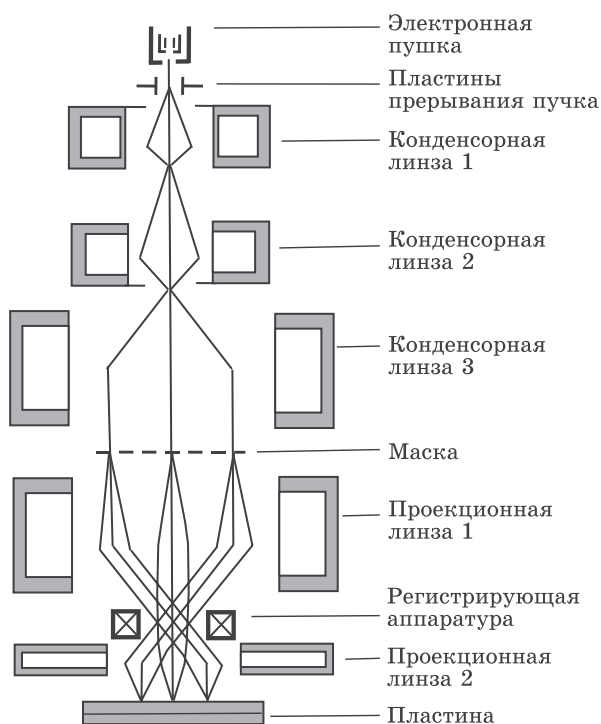 Электронная
пушка
Пластины
прерывания пучка
Конденсорная
линза 1
Конденсорная
линза 2
Конденсорная
линза 3
Маска
Проекционная
линза 1
Регистрирующая
аппаратура
Проекционная
линза 2
Пластина